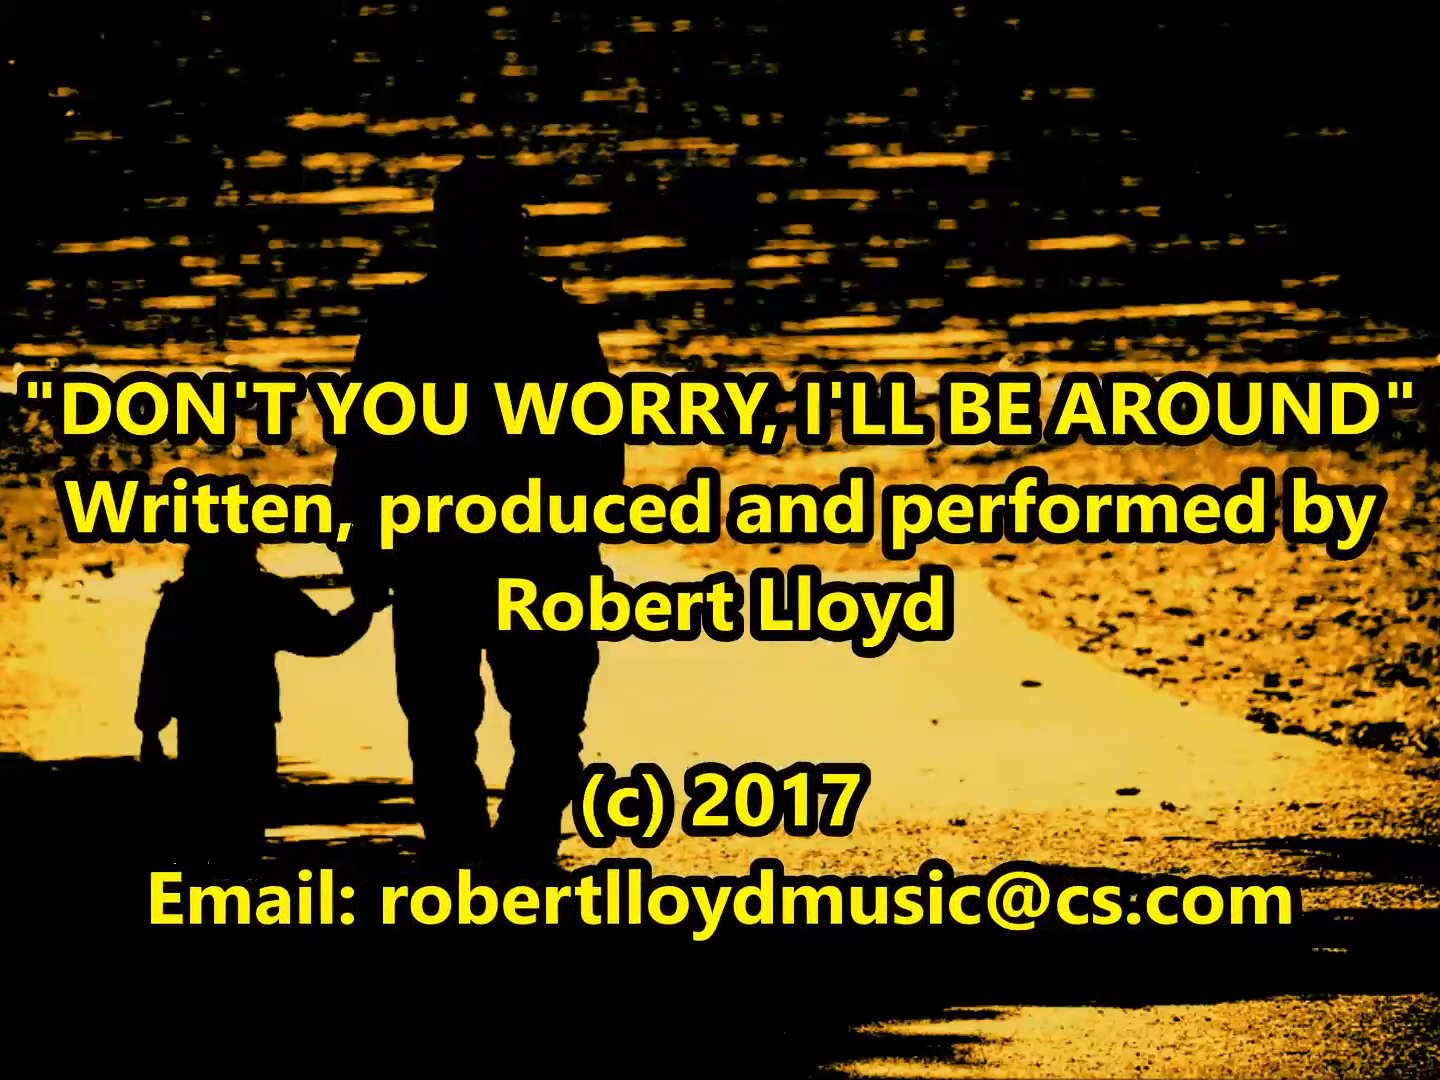 "DON'T YOU WORRY, I'LL BE AROUND"
Written, produced and performed by
Robert Lloyd
(c) 2017
Email: robertlloydmusic@cs.com